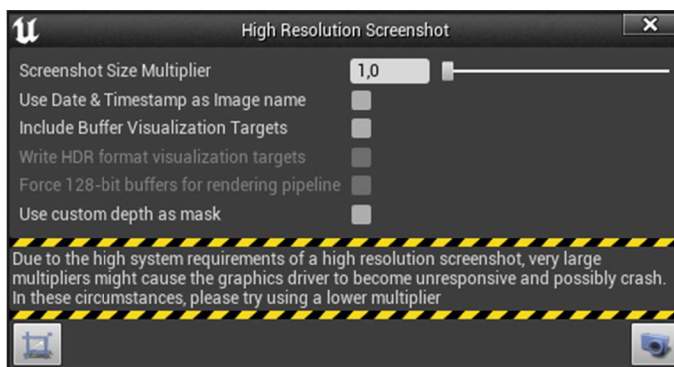 High Resolution Screenshot
Screenshot Size Multiplier 1,0
Use Date & Timestamp as Image name
Include Buffer Visualization Targets
Write HDR format visualization targets
Force 128-bit buffers for rendering pipeline
Use custom depth as mask
Due to the high system requirements of a high resolution screenshot, very large
multipliers might cause the graphics driver to become unresponsive and possibly crash.
In these circumstances, please try using a lower multiplier